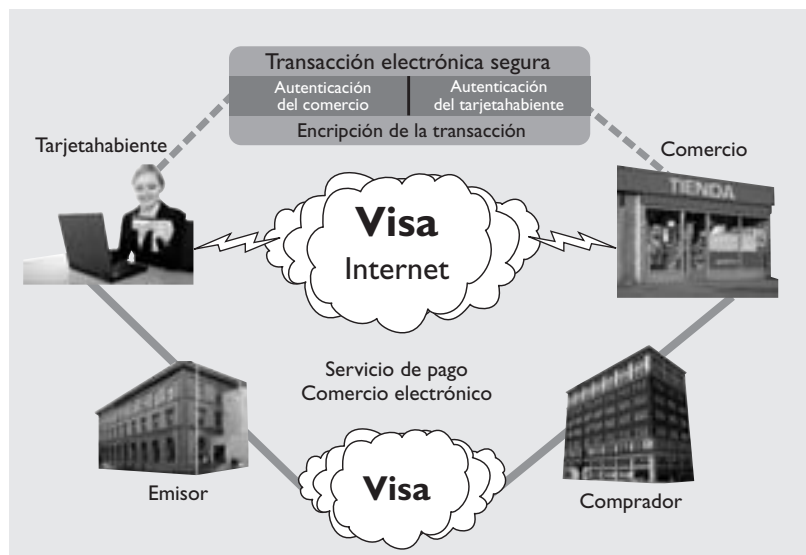 Transacción electrónica segura
Autenticación
del comercio
Autenticación
del tarjetahabiente
Encripción de la transacción
Tarjetahabiente
Comercio
TIENDA
Visa
Internet
Servicio de pago
Comercio electrónico
Emisor
Visa
Comprador